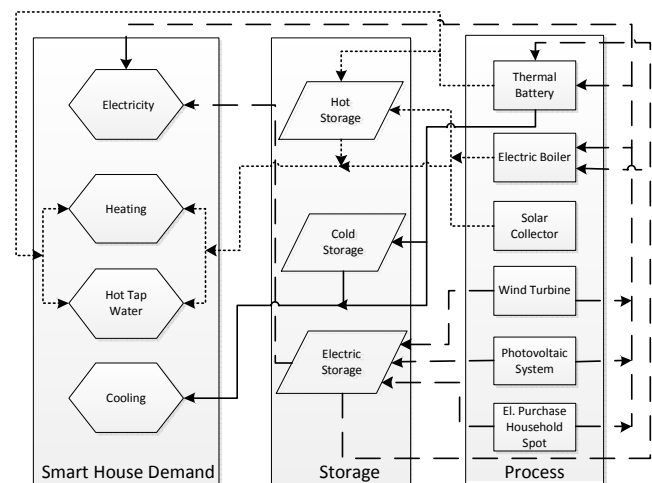 Electricity
Heating
Hot Tap
Water
Cooling
Smart House Demand
Hot
Storage
Cold
Storage
Electric
Storage
Storage
Thermal
Battery
Electric Boiler
Solar
Collector
Wind Turbine
Photovoltaic
System
El. Purchase
Household
Spot
Process